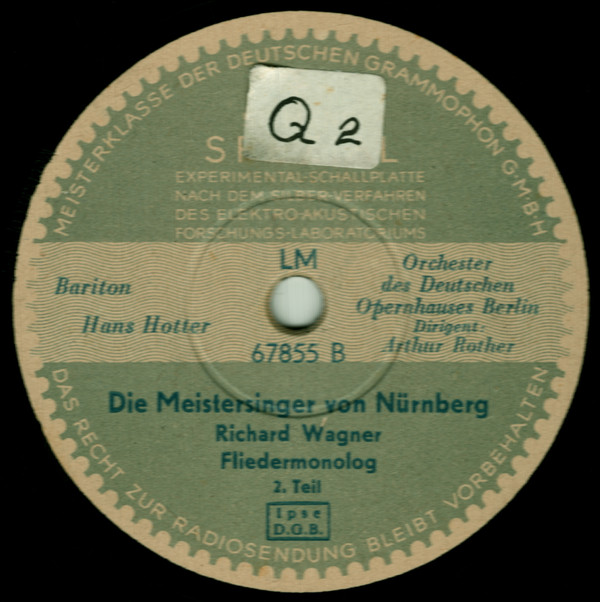 MEISTERKLASSE DER DEUTSCHEN GRAMMOPHON G·M·B·H
Q 2
EXPERIMENTAL-SCHALLPLATTE
NACH DEM SILBER-VERFAHREN
DES ELEKTRO-AKUSTISCHEN
FORSCHUNGS-LABORATORIUMS
LM
Bariton
Hans Hotter
Orchester
des Deutschen
Opernhauses Berlin
Dirigent:
Arthur Rother
67855 B
Die Meistersinger von Nürnberg
Richard Wagner
Fliedermonolog
2. Teil
Ipse
D.G.B.
DAS RECHT ZUR RADIOSENDUNG BLEIBT VORBEHALTEN